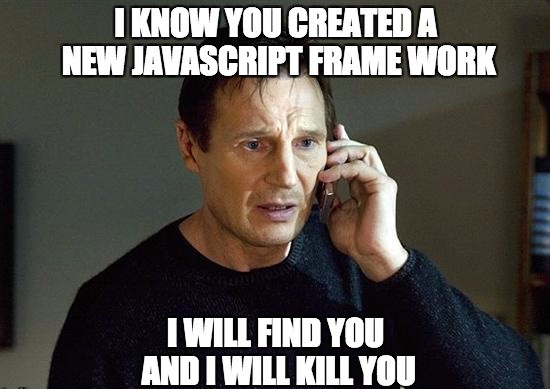 I KNOW YOU CREATED A
NEW JAVASCRIPT FRAME WORK
I WILL FIND YOU
AND I WILL KILL YOU